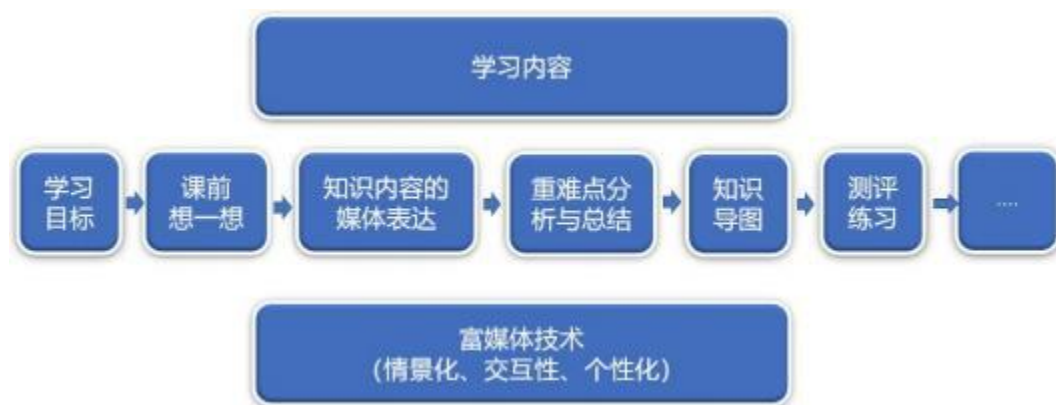 学习内容
学习
目标
课前
想一想
知识内容的
媒体表达
重难点分
析与总结
知识
导图
测评
练习
....
富媒体技术
（情景化、交互性、个性化）